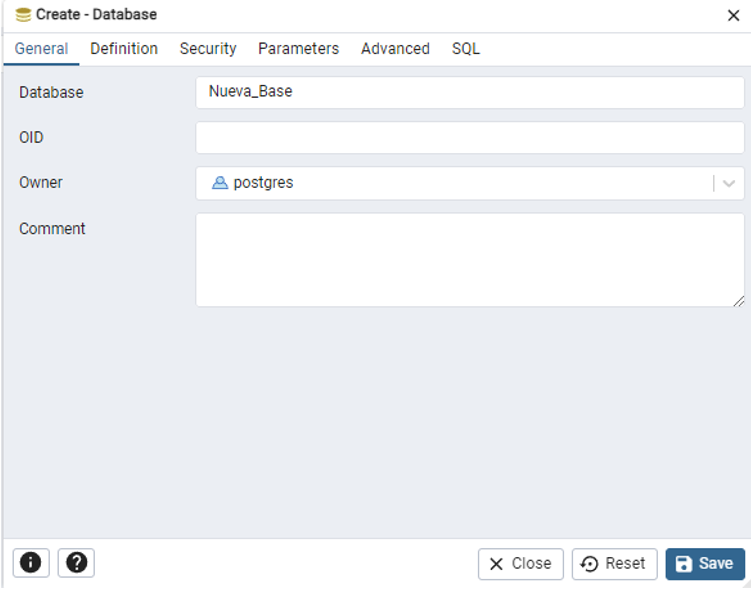 Create - Database
General Definition Security Parameters Advanced SQL
Database Nueva_Base
OID
Owner postgres
Comment
Close Reset Save